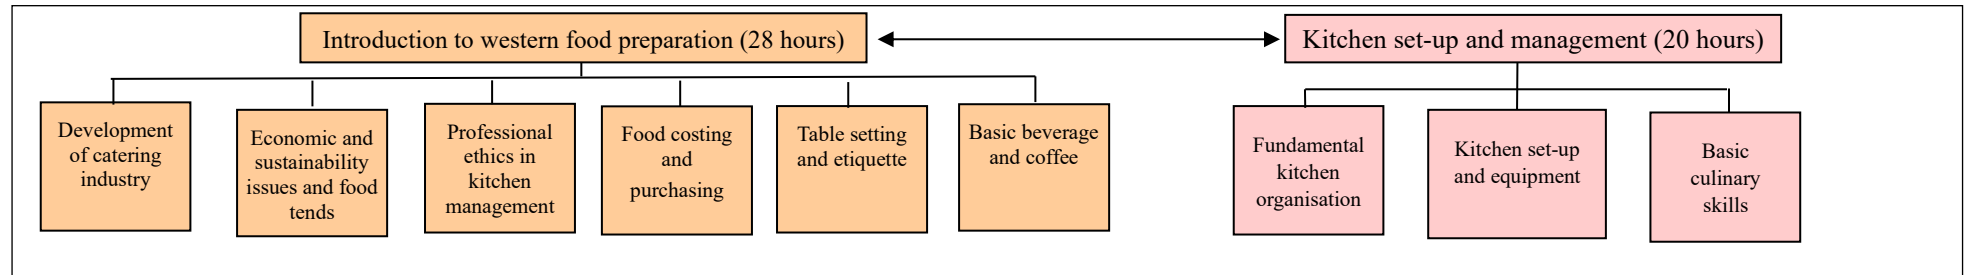 Introduction to western food preparation (28 hours)
Kitchen set-up and management (20 hours)
Development
of catering
industry
Economic and
sustainability
issues and food
tends
Professional
ethics in
kitchen
management
Food costing
and
purchasing
Table setting
and etiquette
Basic beverage
and coffee
Fundamental
kitchen
organisation
Kitchen set-up
and equipment
Basic
culinary
skills